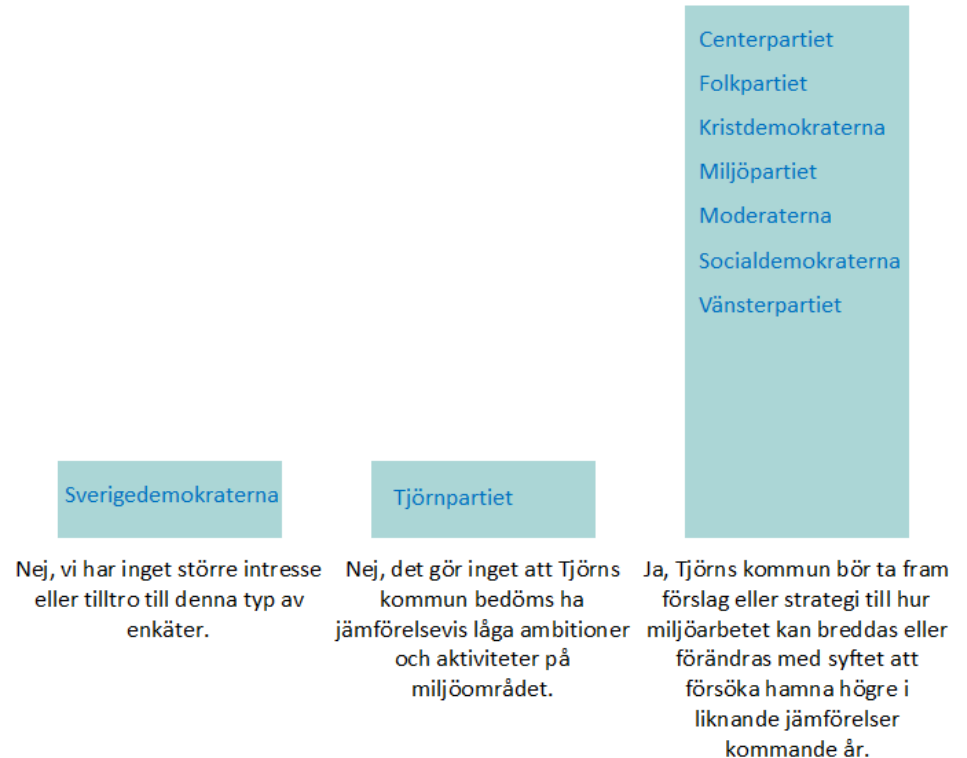 Centerpartiet
Folkpartiet
Kristdemokraterna
Miljöpartiet
Moderaterna
Socialdemokraterna
Vänsterpartiet
Sverigedemokraterna
Tjörnpartiet
Nej, vi har inget större intresse
eller tilltro till denna typ av
enkäter.
Nej, det gör inget att Tjörns
kommun bedöms ha
jämförelsevis låga ambitioner
och aktiviteter på
miljöområdet.
Ja, Tjörns kommun bör ta fram
förslag eller strategi till hur
miljöarbetet kan breddas eller
förändras med syftet att
försöka hamna högre i
liknande jämförelser
kommande år.